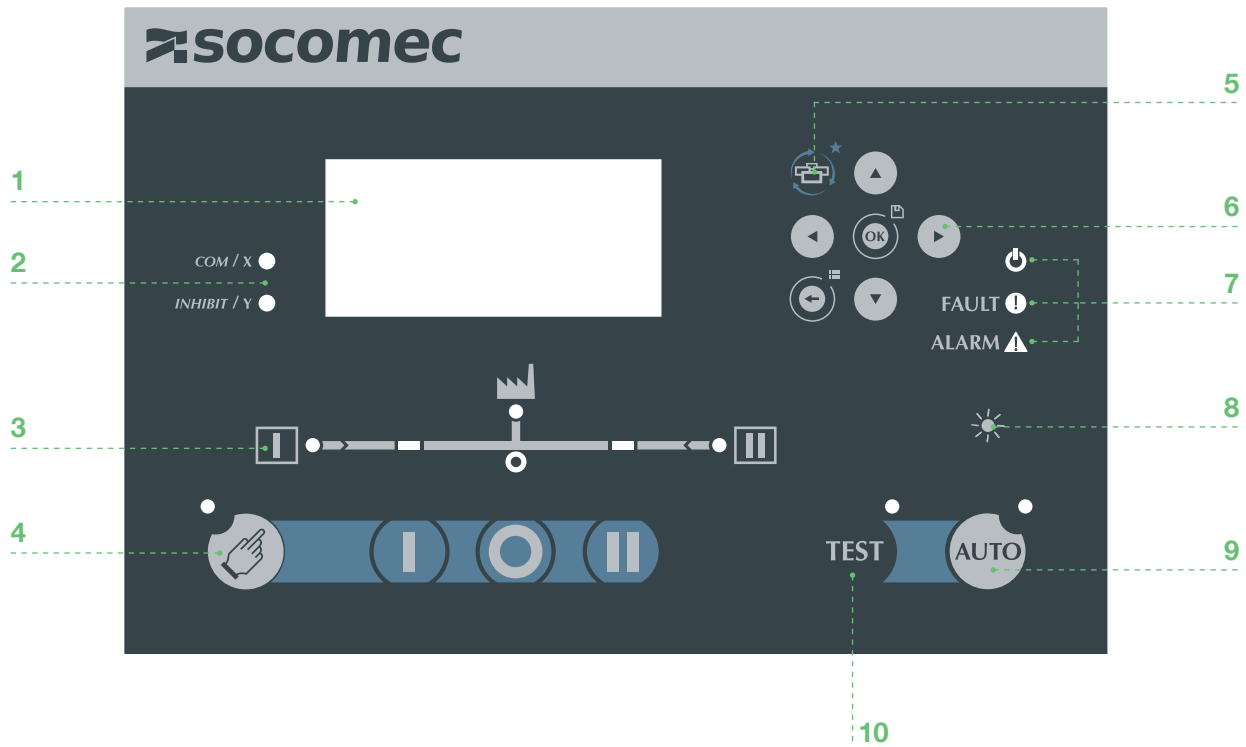 socomec
5
1
6
OK
2
COM / X
7
INHIBIT / Y
FAULT
ALARM
3
I
II
8
4
I
O
II
TEST
AUTO
9
10